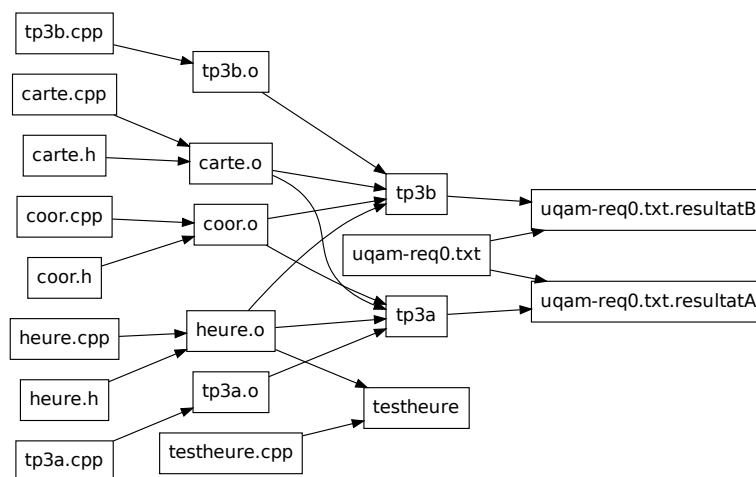 tp3b.cpp
tp3b.o
carte.cpp
carte.h
carte.o
tp3b
coor.cpp
coor.o
uqam-req0.txt.resultatB
uqam-req0.txt
coor.h
uqam-req0.txt.resultatA
heure.cpp
heure.o
tp3a
heure.h
tp3a.o
testheure
tp3a.cpp
testheure.cpp